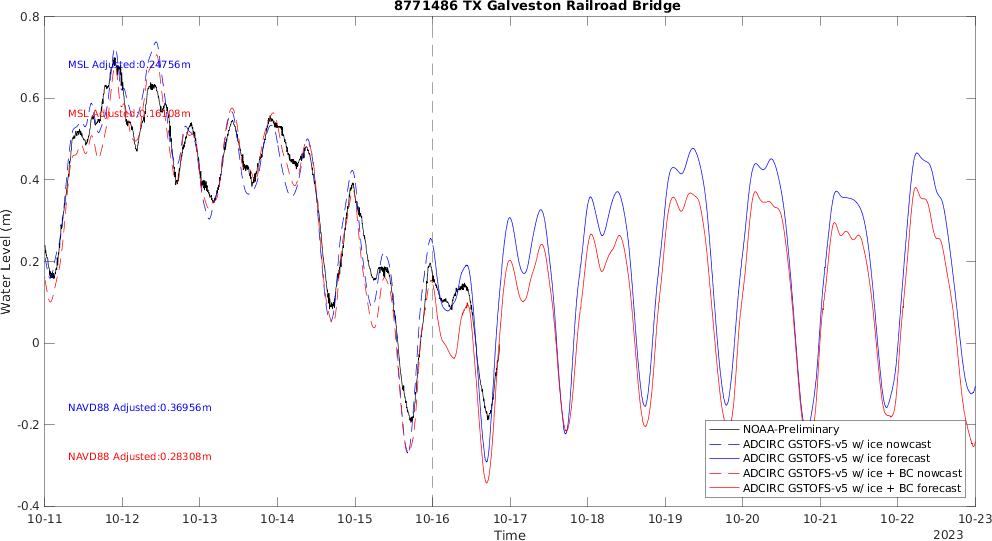 8771486 TX Galveston Railroad Bridge
0.8
0.6
0.4
0.2
0
-0.2
-0.4
Water Level (m)
MSL Adjusted:0.24756m
MSL Adjusted:0.16108m
NAVD88 Adjusted:0.36956m
NAVD88 Adjusted:0.28308m
NOAA-Preliminary
ADCIRC GSTOFS-v5 w/ ice nowcast
ADCIRC GSTOFS-v5 w/ ice forecast
ADCIRC GSTOFS-v5 w/ ice + BC nowcast
ADCIRC GSTOFS-v5 w/ ice + BC forecast
10-11 10-12 10-13 10-14 10-15 10-16 10-17 10-18 10-19 10-20 10-21 10-22 10-23
Time
2023